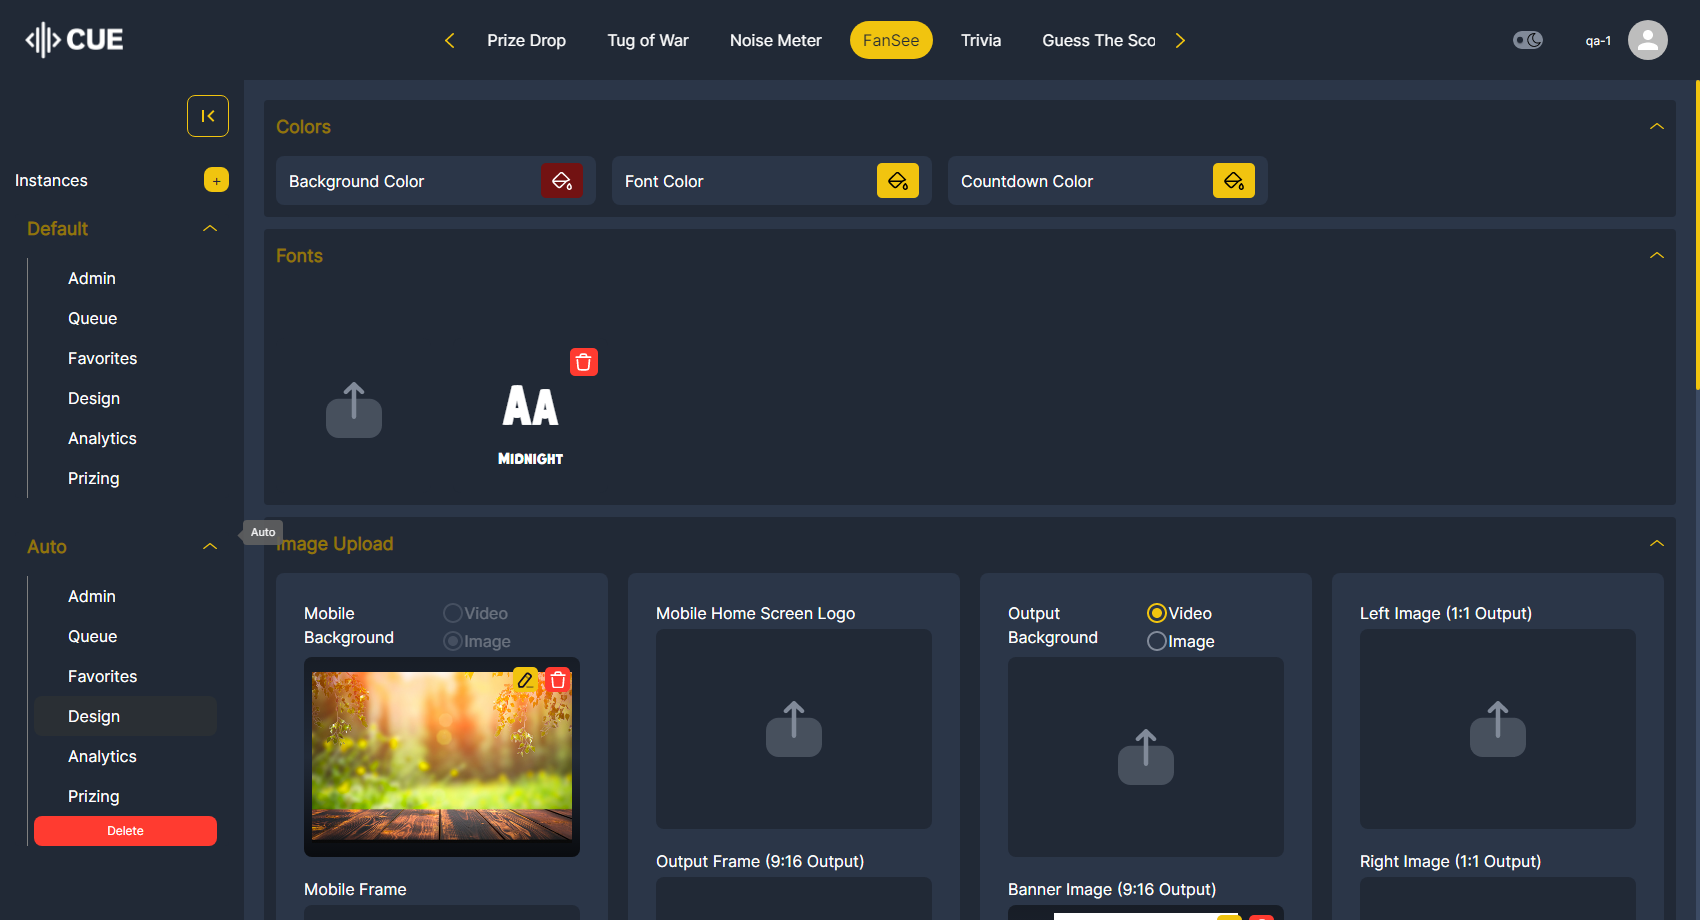 CUE
Prize Drop
Tug of War
Noise Meter
FanSee
Trivia
Guess The Sco
qa-1
Instances
+
Default
Admin
Queue
Favorites
Design
Analytics
Prizing
Auto
Admin
Queue
Favorites
Design
Analytics
Prizing
Delete
Auto
Colors
Background Color
Font Color
Countdown Color
Fonts
AA
MIDNIGHT
Image Upload
Mobile
Background
Video
Image
Mobile Frame
Mobile Home Screen Logo
Output Frame (9:16 Output)
Output
Background
Video
Image
Banner Image (9:16 Output)
Left Image (1:1 Output)
Right Image (1:1 Output)